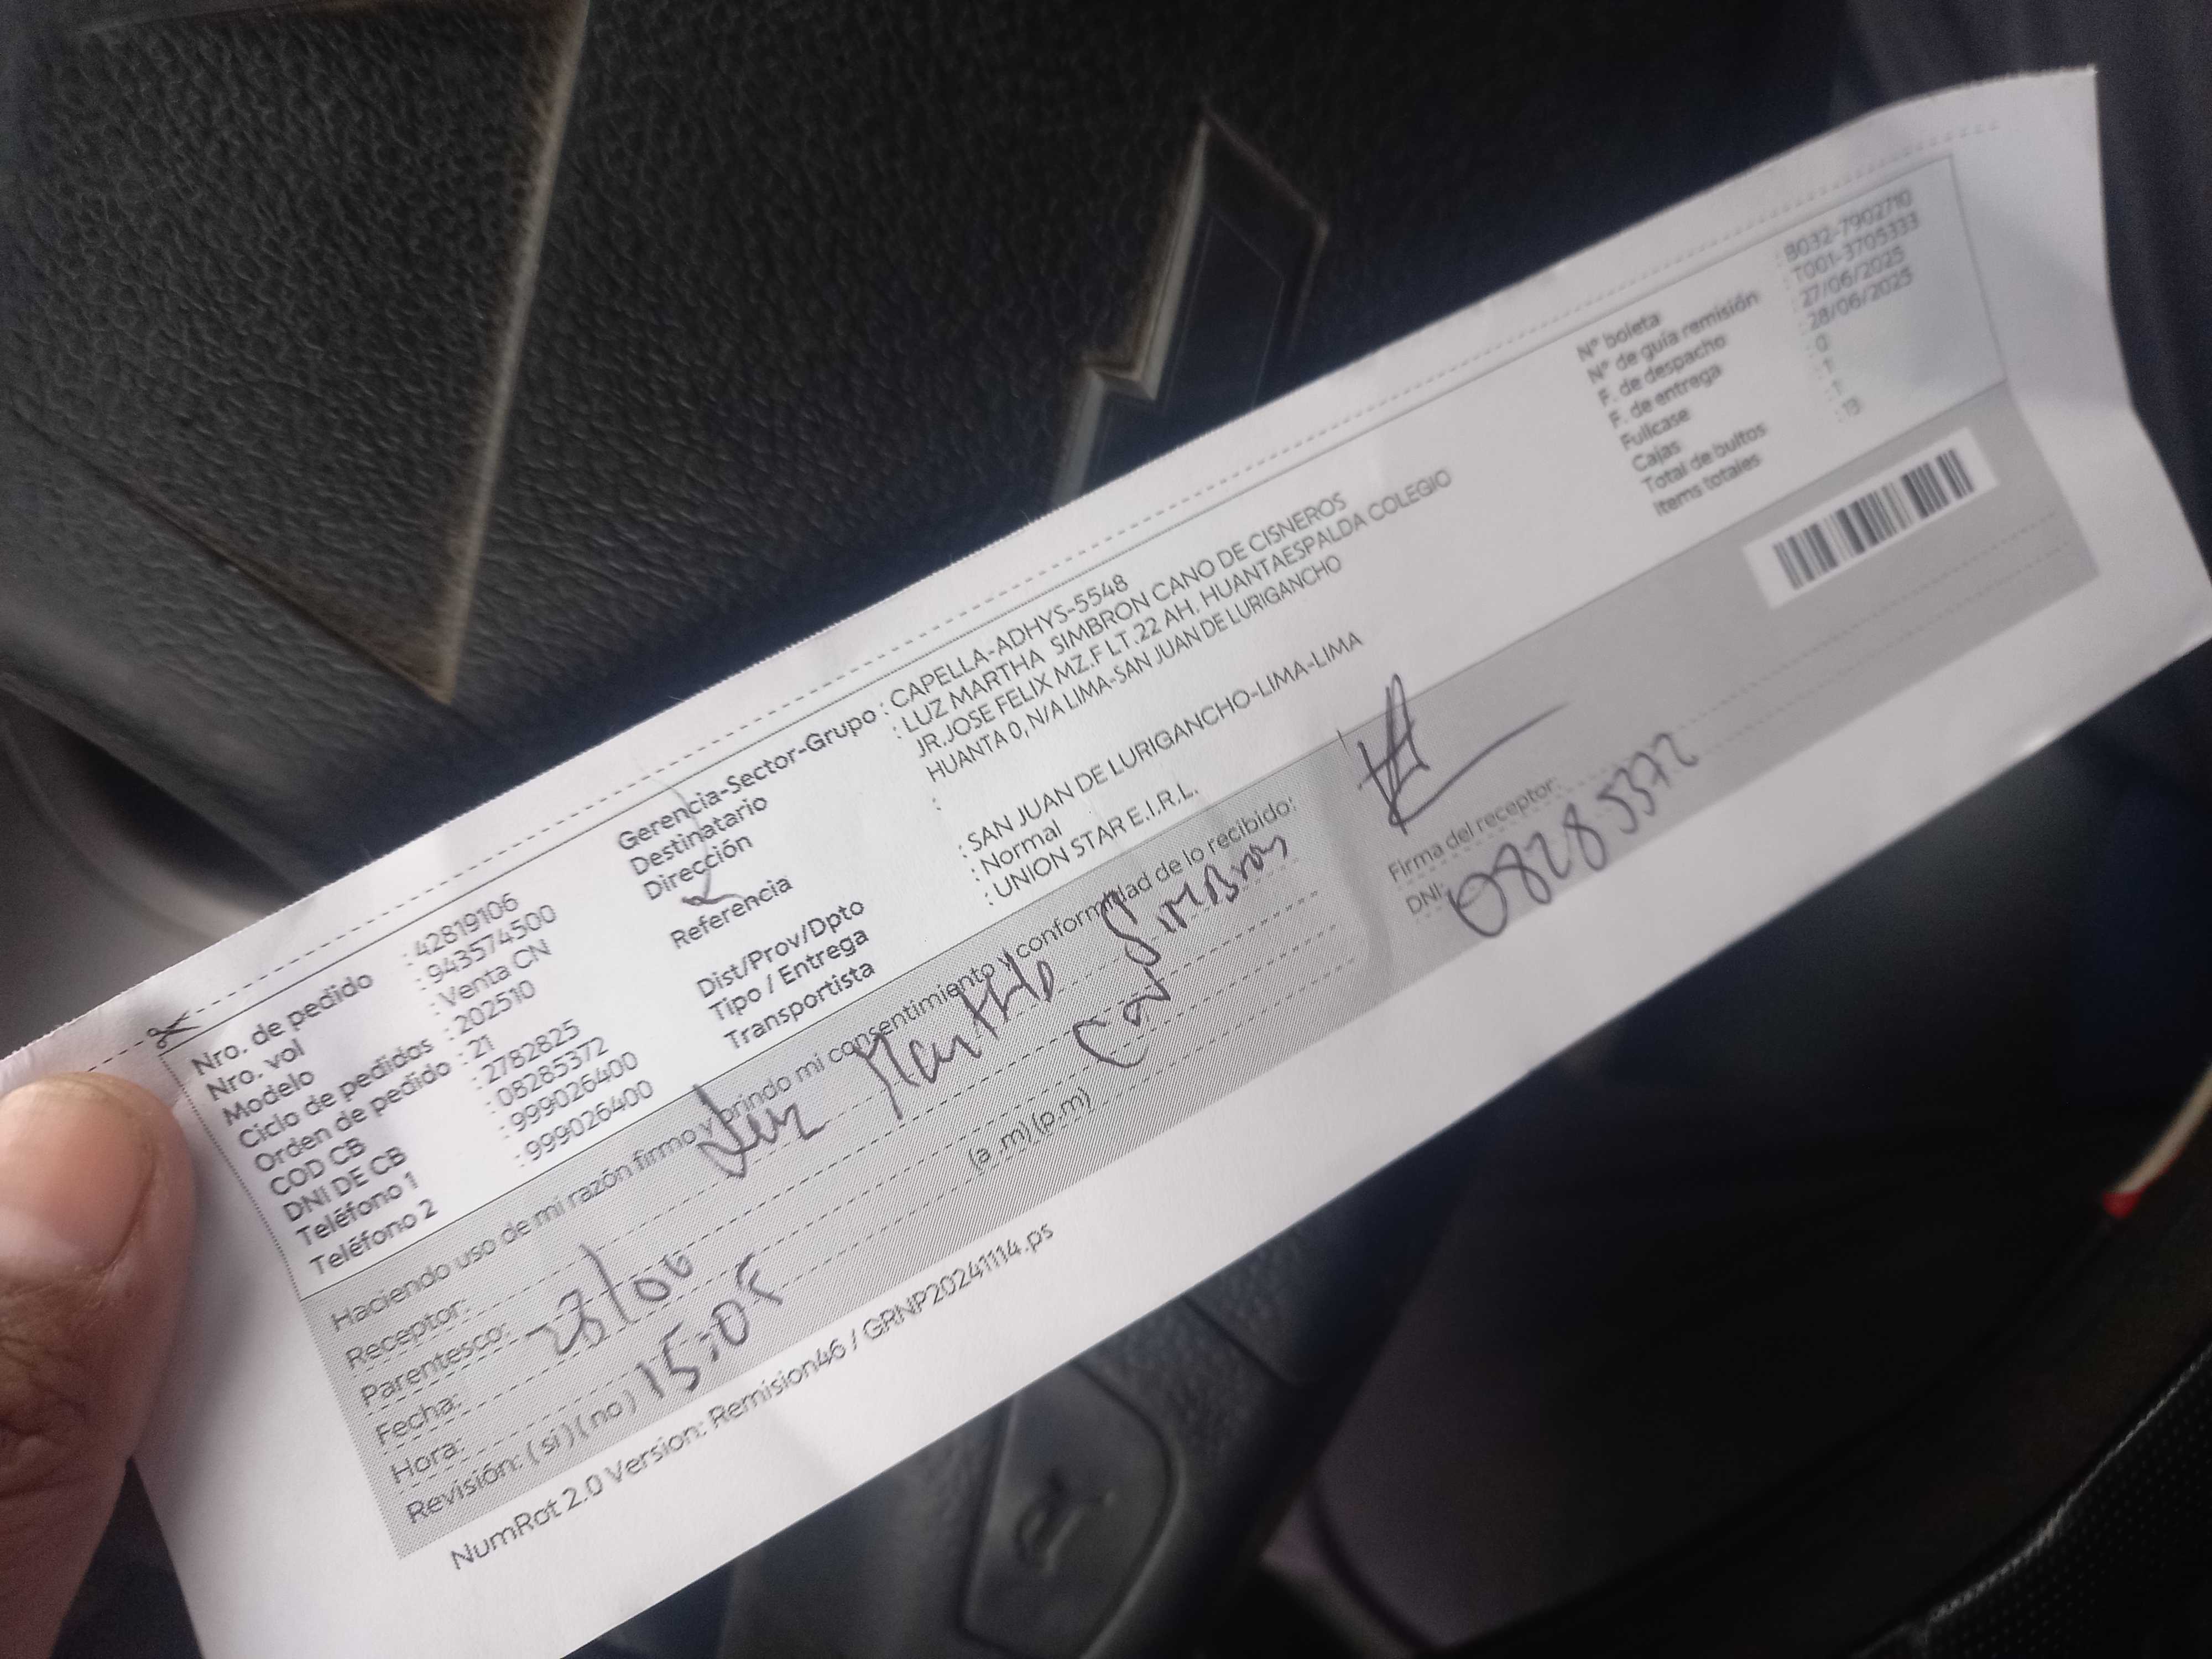 Nro. de pedido : 42819106
Nro. vol : 943574500
Modelo : Venta CN
Ciclo de pedidos : 202510
Orden de pedido : 21
COD CB : 2782825
DNI DE CB : 08285372
Teléfono 1 : 999026400
Teléfono 2 : 999026400
Gerencia-Sector-Grupo : CAPELLA-ADHYS-5548
Destinatario : LUZ MARTHA SIMBRON CANO DE CISNEROS
Dirección JR.JOSE FELIX MZ.F LT.22 AH. HUANTAESPALDA COLEGIO
HUANTA 0, N/A LIMA-SAN JUAN DE LURIGANCHO
Referencia :
Dist/Prov/Dpto : SAN JUAN DE LURIGANCHO-LIMA-LIMA
Tipo / Entrega : Normal
Transportista : UNION STAR E.I.R.L.
N° boleta : B032-7902710
N° de guía remisión : T001-3705333
F. de despacho : 27/06/2025
F. de entrega : 28/06/2025
Fullcase : 0
Cajas : 1
Total de bultos : 1
Items totales : 13
Haciendo uso de mi razón firmo y brindo mi consentimiento y conformidad de lo recibido:
Receptor: Luz Martha Simbron
Parentesco:
Fecha:
Hora: (a .m) (p.m)
Revisión: ( si ) ( no ) 15:05
Firma del receptor:
DNI: 08285372
NumRot 2.0 Version: Remision46 / GRNP20241114.ps